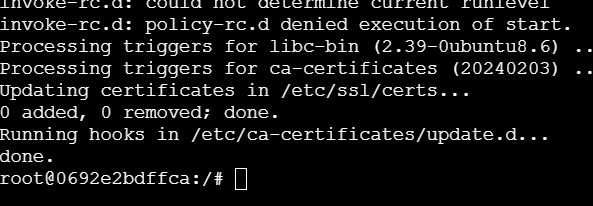 invoke-rc.d: could not determine current runlevel
invoke-rc.d: policy-rc.d denied execution of start.
Processing triggers for libc-bin (2.39-0ubuntu8.6) ..
Processing triggers for ca-certificates (20240203) ..
Updating certificates in /etc/ssl/certs...
0 added, 0 removed; done.
Running hooks in /etc/ca-certificates/update.d...
done.
root@0692e2bdffca:/#